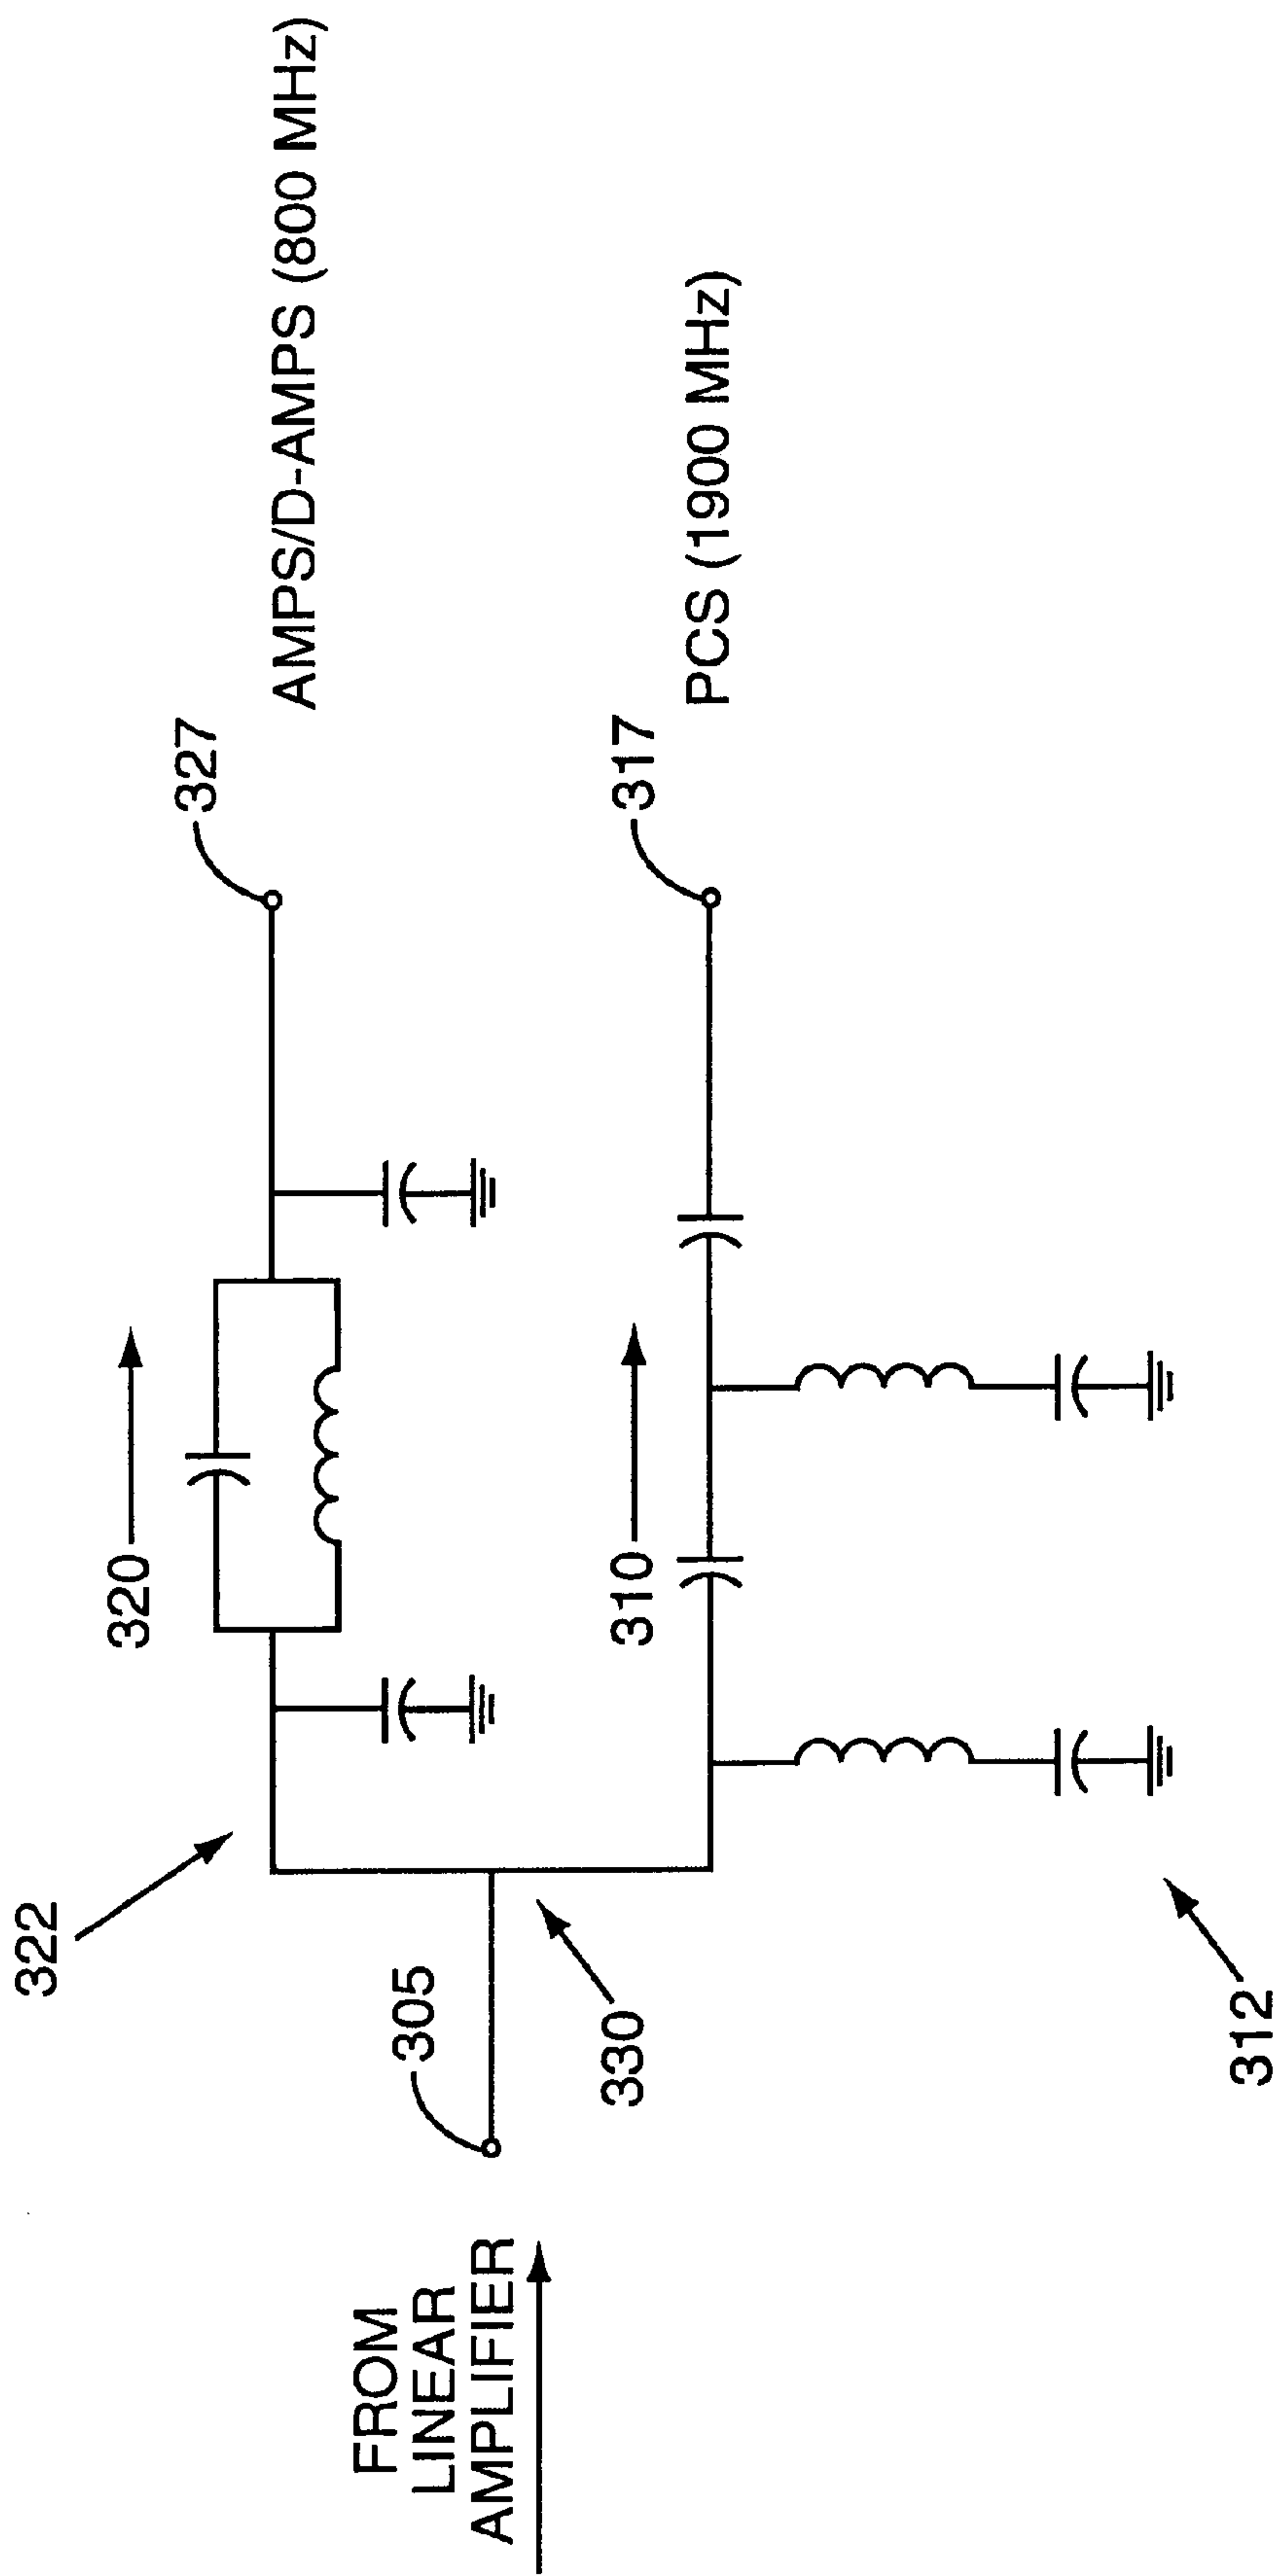 322
320
327
AMPS/D-AMPS (800 MHz)
FROM
LINEAR
AMPLIFIER
305
330
310
317
PCS (1900 MHz)
312